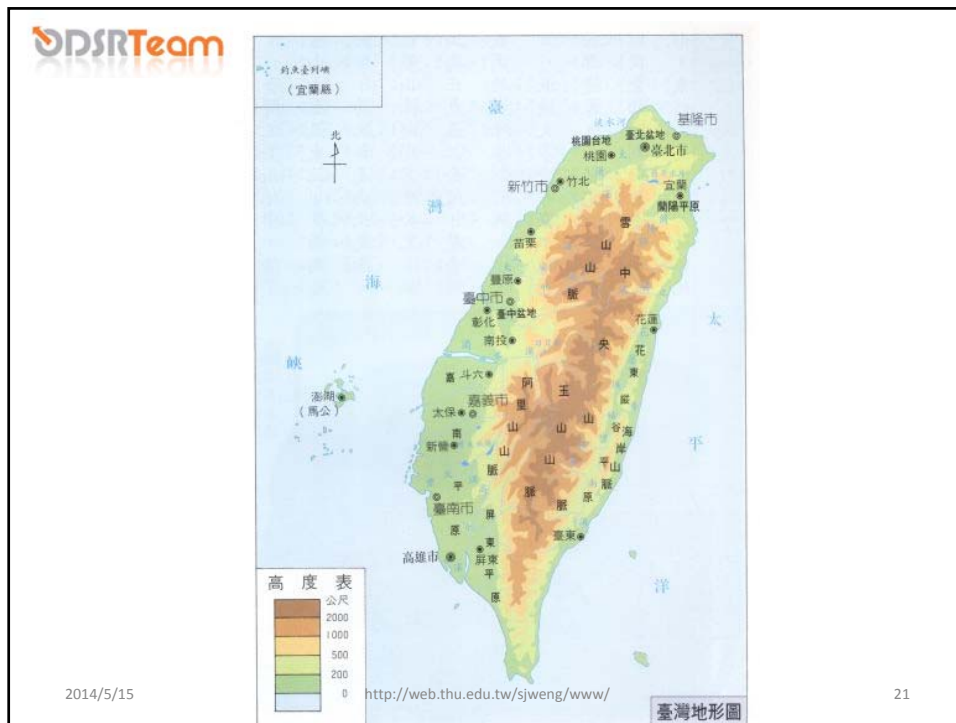 ODSRTeam
釣魚臺列嶼
(宜蘭縣)
北
臺
灣
海
峽
太
平
洋
淡水河
基隆市
臺北盆地
臺北市
桃園台地
桃園
新竹市
竹北
宜蘭
蘭陽平原
苗栗
雪山山脈
中央山脈
豐原
臺中市
臺中盆地
彰化
南投
花蓮
花東縱谷平原
海岸山脈
斗六
嘉南平原
嘉義市
太保
阿里山山脈
玉山山脈
新營
臺南市
高雄市
屏東
屏東平原
臺東
澎湖
(馬公)
高度表
公尺
2000
1000
500
200
0
臺灣地形圖
2014/5/15
http://web.thu.edu.tw/sjweng/www/
21